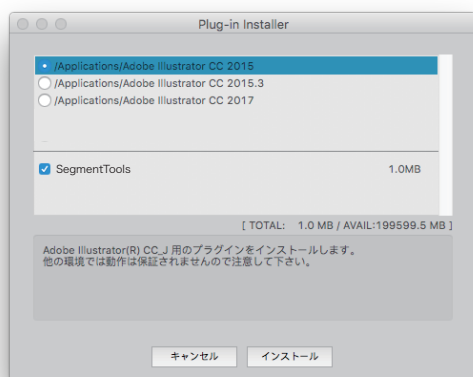 Plug-in Installer
/Applications/Adobe Illustrator CC 2015
/Applications/Adobe Illustrator CC 2015.3
/Applications/Adobe Illustrator CC 2017
SegmentTools 1.0MB
[ TOTAL: 1.0 MB / AVAIL:199599.5 MB ]
Adobe Illustrator(R) CC_J 用のプラグインをインストールします。
他の環境では動作は保証されませんので注意して下さい。
キャンセル インストール